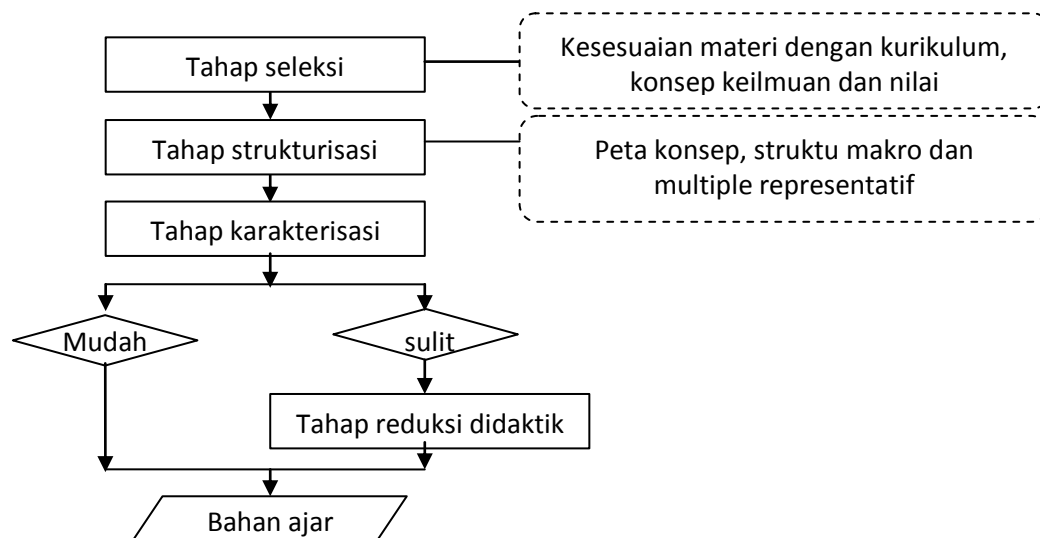 Tahap seleksi
Kesesuaian materi dengan kurikulum,
konsep keilmuan dan nilai
Tahap strukturisasi
Peta konsep, struktu makro dan
multiple representatif
Tahap karakterisasi
Mudah
sulit
Tahap reduksi didaktik
Bahan ajar